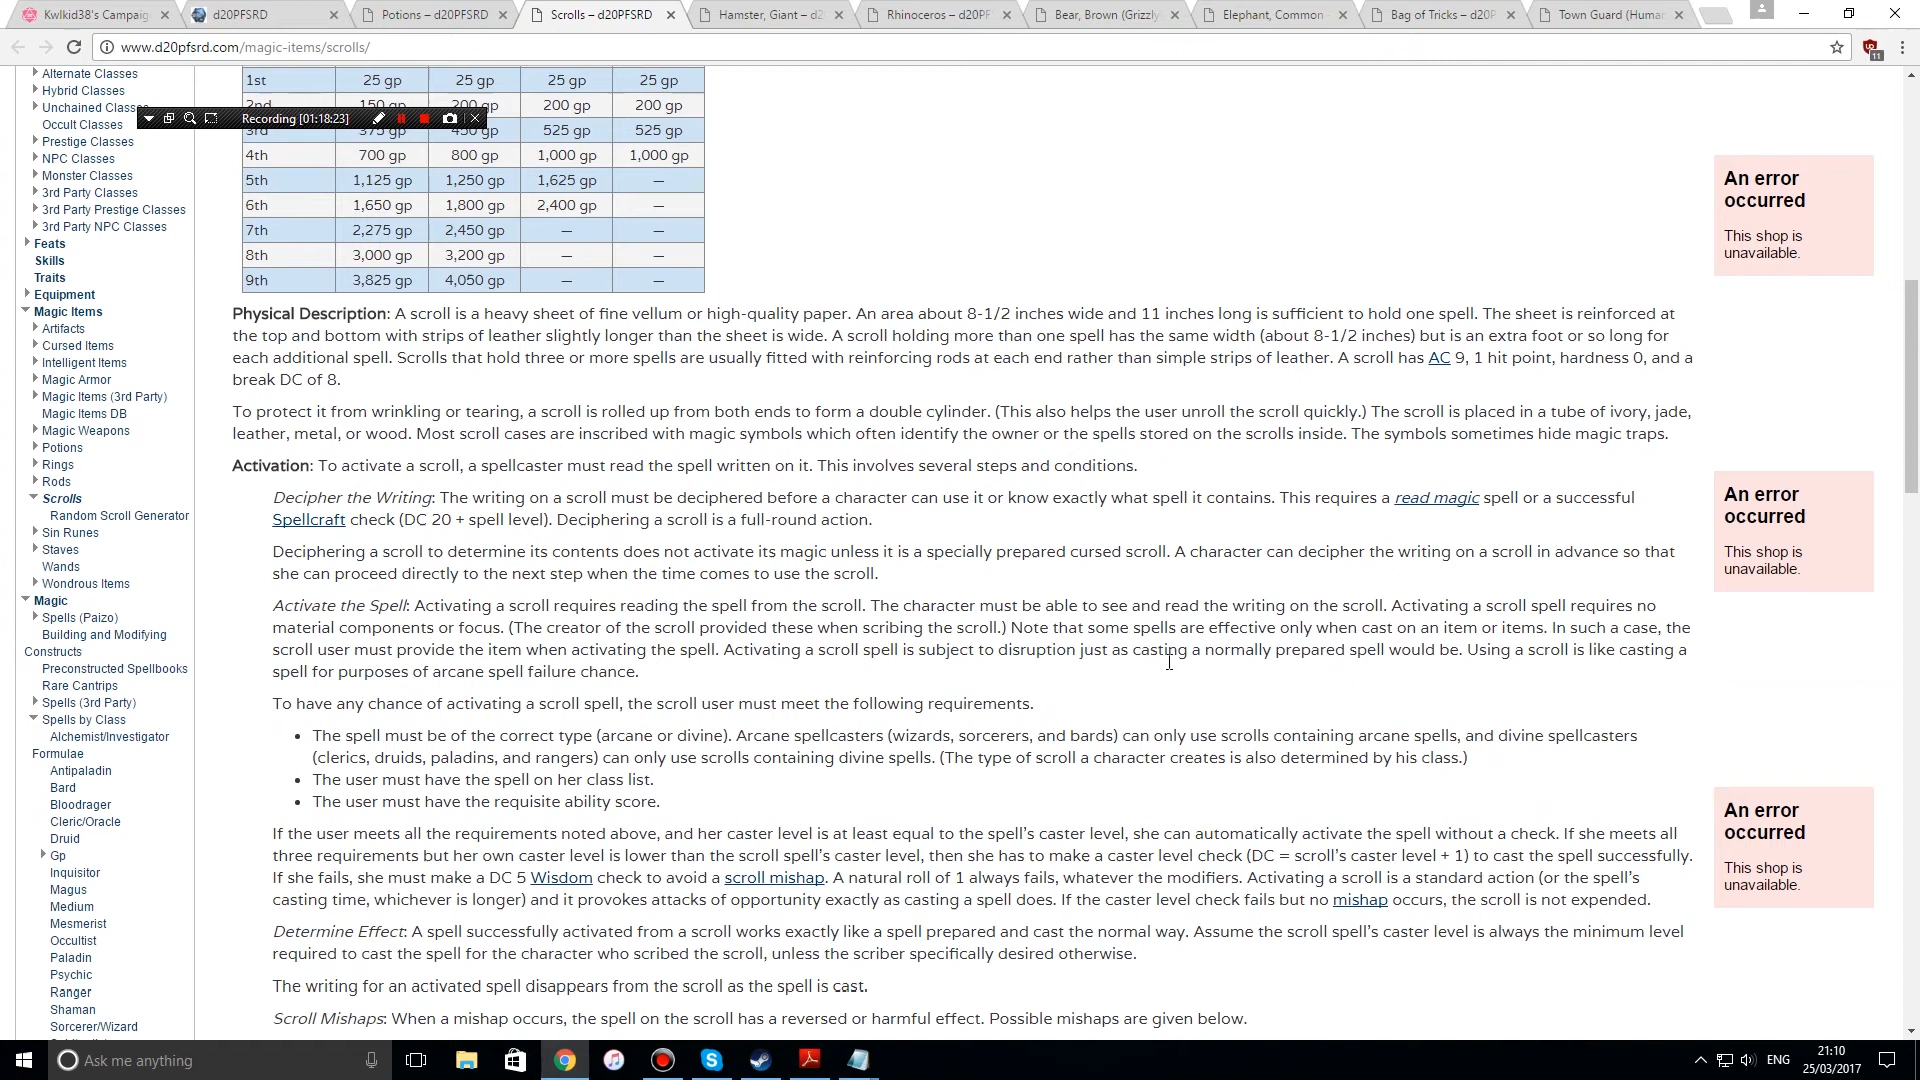 Kwlkid38's Campaig
d20PFSRD
Potions – d20PFSRD
Scrolls – d20PFSRD
Hamster, Giant – d2
Rhinoceros – d20PF
Bear, Brown (Grizzly
Elephant, Common
Bag of Tricks – d20P
Town Guard (Human
www.d20pfsrd.com/magic-items/scrolls/
11
Alternate Classes
Hybrid Classes
Unchained Classes
Occult Classes
Prestige Classes
NPC Classes
Monster Classes
3rd Party Classes
3rd Party Prestige Classes
3rd Party NPC Classes
Feats
Skills
Traits
Equipment
Magic Items
Artifacts
Cursed Items
Intelligent Items
Magic Armor
Magic Items (3rd Party)
Magic Items DB
Magic Weapons
Potions
Rings
Rods
Scrolls
Random Scroll Generator
Sin Runes
Staves
Wands
Wondrous Items
Magic
Spells (Paizo)
Building and Modifying
Constructs
Preconstructed Spellbooks
Rare Cantrips
Spells (3rd Party)
Spells by Class
Alchemist/Investigator
Formulae
Antipaladin
Bard
Bloodrager
Cleric/Oracle
Druid
Gp
Inquisitor
Magus
Medium
Mesmerist
Occultist
Paladin
Psychic
Ranger
Shaman
Sorcerer/Wizard
Recording [01:18:23]
1st 25 gp 25 gp 25 gp 25 gp
2nd 150 gp 200 gp 200 gp 200 gp
3rd 375 gp 450 gp 525 gp 525 gp
4th 700 gp 800 gp 1,000 gp 1,000 gp
5th 1,125 gp 1,250 gp 1,625 gp —
6th 1,650 gp 1,800 gp 2,400 gp —
7th 2,275 gp 2,450 gp — —
8th 3,000 gp 3,200 gp — —
9th 3,825 gp 4,050 gp — —
Physical Description: A scroll is a heavy sheet of fine vellum or high-quality paper. An area about 8-1/2 inches wide and 11 inches long is sufficient to hold one spell. The sheet is reinforced at
the top and bottom with strips of leather slightly longer than the sheet is wide. A scroll holding more than one spell has the same width (about 8-1/2 inches) but is an extra foot or so long for
each additional spell. Scrolls that hold three or more spells are usually fitted with reinforcing rods at each end rather than simple strips of leather. A scroll has AC 9, 1 hit point, hardness 0, and a
break DC of 8.
To protect it from wrinkling or tearing, a scroll is rolled up from both ends to form a double cylinder. (This also helps the user unroll the scroll quickly.) The scroll is placed in a tube of ivory, jade,
leather, metal, or wood. Most scroll cases are inscribed with magic symbols which often identify the owner or the spells stored on the scrolls inside. The symbols sometimes hide magic traps.
Activation: To activate a scroll, a spellcaster must read the spell written on it. This involves several steps and conditions.
Decipher the Writing: The writing on a scroll must be deciphered before a character can use it or know exactly what spell it contains. This requires a read magic spell or a successful
Spellcraft check (DC 20 + spell level). Deciphering a scroll is a full-round action.
Deciphering a scroll to determine its contents does not activate its magic unless it is a specially prepared cursed scroll. A character can decipher the writing on a scroll in advance so that
she can proceed directly to the next step when the time comes to use the scroll.
Activate the Spell: Activating a scroll requires reading the spell from the scroll. The character must be able to see and read the writing on the scroll. Activating a scroll spell requires no
material components or focus. (The creator of the scroll provided these when scribing the scroll.) Note that some spells are effective only when cast on an item or items. In such a case, the
scroll user must provide the item when activating the spell. Activating a scroll spell is subject to disruption just as casting a normally prepared spell would be. Using a scroll is like casting a
spell for purposes of arcane spell failure chance.
To have any chance of activating a scroll spell, the scroll user must meet the following requirements.
• The spell must be of the correct type (arcane or divine). Arcane spellcasters (wizards, sorcerers, and bards) can only use scrolls containing arcane spells, and divine spellcasters
(clerics, druids, paladins, and rangers) can only use scrolls containing divine spells. (The type of scroll a character creates is also determined by his class.)
• The user must have the spell on her class list.
• The user must have the requisite ability score.
If the user meets all the requirements noted above, and her caster level is at least equal to the spell's caster level, she can automatically activate the spell without a check. If she meets all
three requirements but her own caster level is lower than the scroll spell's caster level, then she has to make a caster level check (DC = scroll's caster level + 1) to cast the spell successfully.
If she fails, she must make a DC 5 Wisdom check to avoid a scroll mishap. A natural roll of 1 always fails, whatever the modifiers. Activating a scroll is a standard action (or the spell's
casting time, whichever is longer) and it provokes attacks of opportunity exactly as casting a spell does. If the caster level check fails but no mishap occurs, the scroll is not expended.
Determine Effect: A spell successfully activated from a scroll works exactly like a spell prepared and cast the normal way. Assume the scroll spell's caster level is always the minimum level
required to cast the spell for the character who scribed the scroll, unless the scriber specifically desired otherwise.
The writing for an activated spell disappears from the scroll as the spell is cast.
Scroll Mishaps: When a mishap occurs, the spell on the scroll has a reversed or harmful effect. Possible mishaps are given below.
An error
occurred
This shop is
unavailable.
An error
occurred
This shop is
unavailable.
An error
occurred
This shop is
unavailable.
Ask me anything
ENG
21:10
25/03/2017